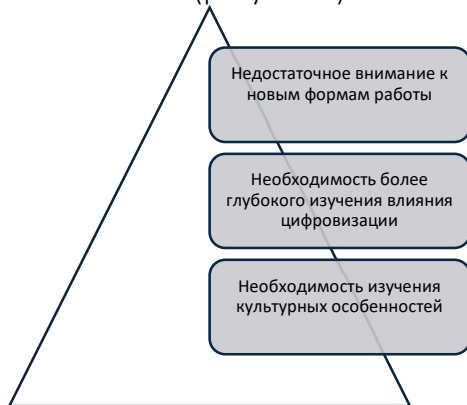 Недостаточное внимание к
новым формам работы
Необходимость более
глубокого изучения влияния
цифровизации
Необходимость изучения
культурных особенностей